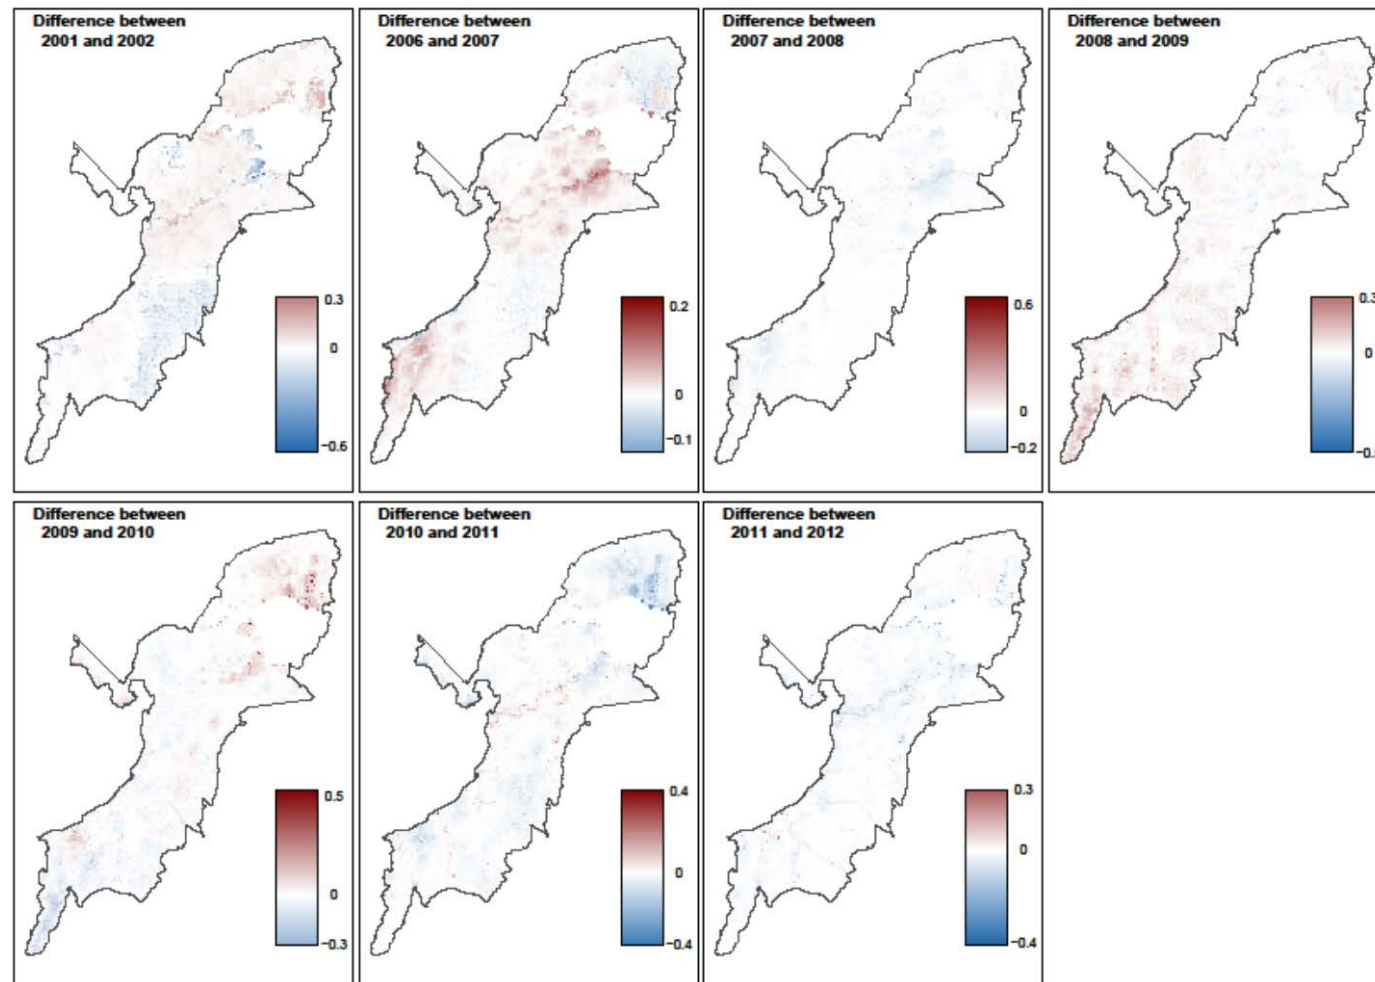 Difference between
2001 and 2002
0.3
0
−0.6
Difference between
2006 and 2007
0.2
0
−0.1
Difference between
2007 and 2008
0.6
0
−0.2
Difference between
2008 and 2009
0.3
0
Difference between
2009 and 2010
0.5
0
−0.3
Difference between
2010 and 2011
0.4
0
−0.4
Difference between
2011 and 2012
0.3
0
−0.4